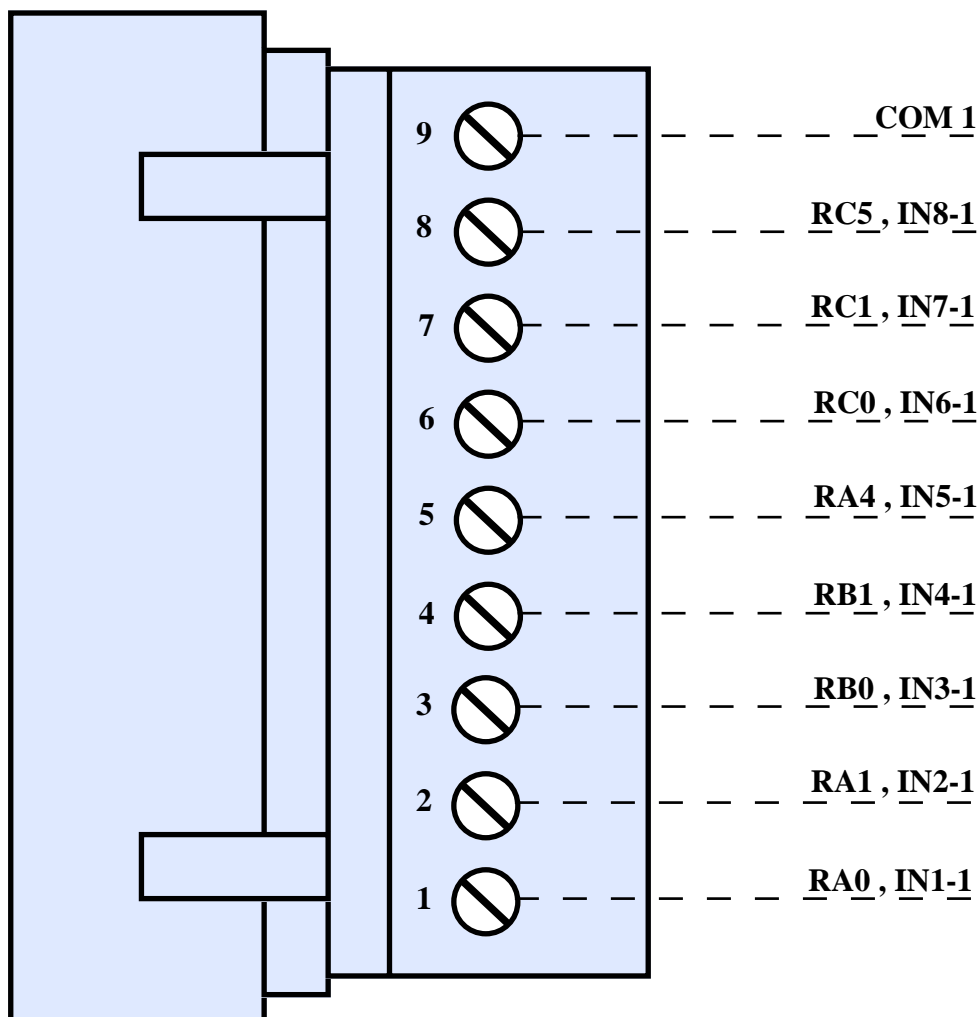 9 COM 1
8 RC5 , IN8-1
7 RC1 , IN7-1
6 RC0 , IN6-1
5 RA4 , IN5-1
4 RB1 , IN4-1
3 RB0 , IN3-1
2 RA1 , IN2-1
1 RA0 , IN1-1